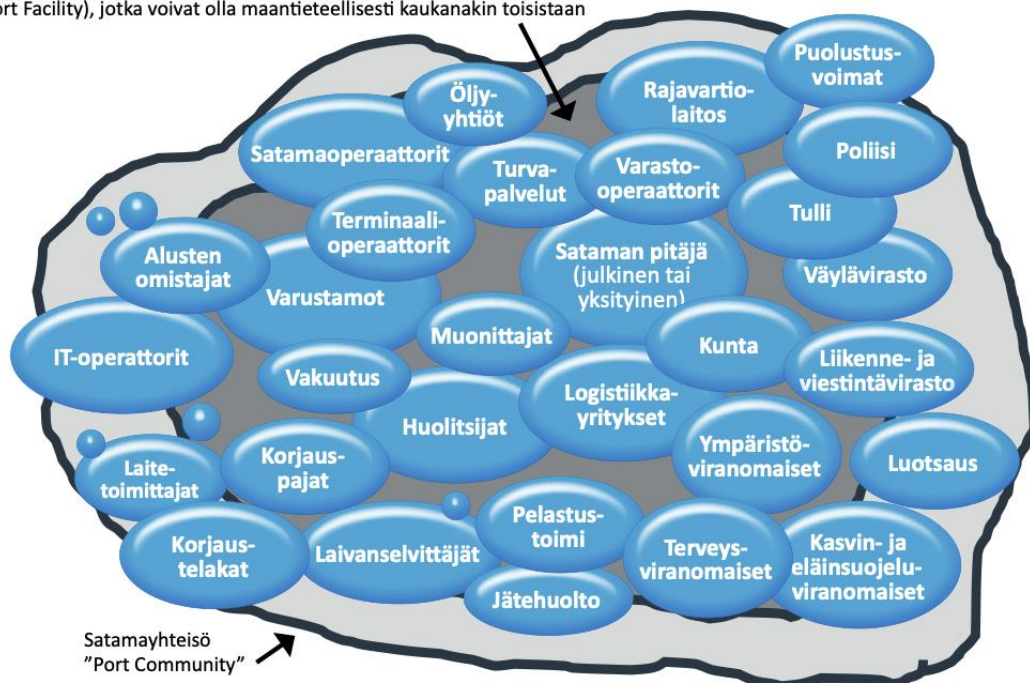 ort Facility), jotka voivat olla maantieteellisesti kaukanakin toisistaan
Puolustus-
voimat
Öljy-
yhtiöt
Rajavartio-
laitos
Satamaoperaattorit
Poliisi
Turva-
palvelut
Varasto-
operaattorit
Tulli
Terminaali-
operaattorit
Alusten
omistajat
Sataman pitäjä
(julkinen tai
yksityinen)
Väylävirasto
Varustamot
Muonittajat
Kunta
IT-operattorit
Liikenne- ja
viestintävirasto
Vakuutus
Logistiikka-
yritykset
Huolitsijat
Ympäristö-
viranomaiset
Luotsaus
Korjaus-
pajat
Laite-
toimittajat
Pelastus-
toimi
Korjaus-
telakat
Laivanselvittäjät
Terveys-
viranomaiset
Kasvin- ja
eläinsuojelu-
viranomaiset
Jätehuolto
Satamayhteisö
"Port Community"